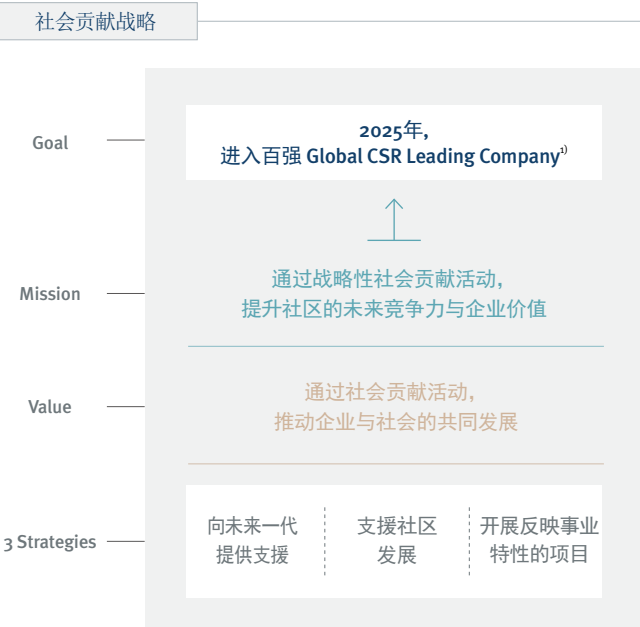 社会贡献战略
Goal
2025年,
进入百强 Global CSR Leading Company¹⁾
Mission
通过战略性社会贡献活动,
提升社区的未来竞争力与企业价值
Value
通过社会贡献活动,
推动企业与社会的共同发展
3 Strategies
向未来一代
提供支援
支援社区
发展
开展反映事业
特性的项目